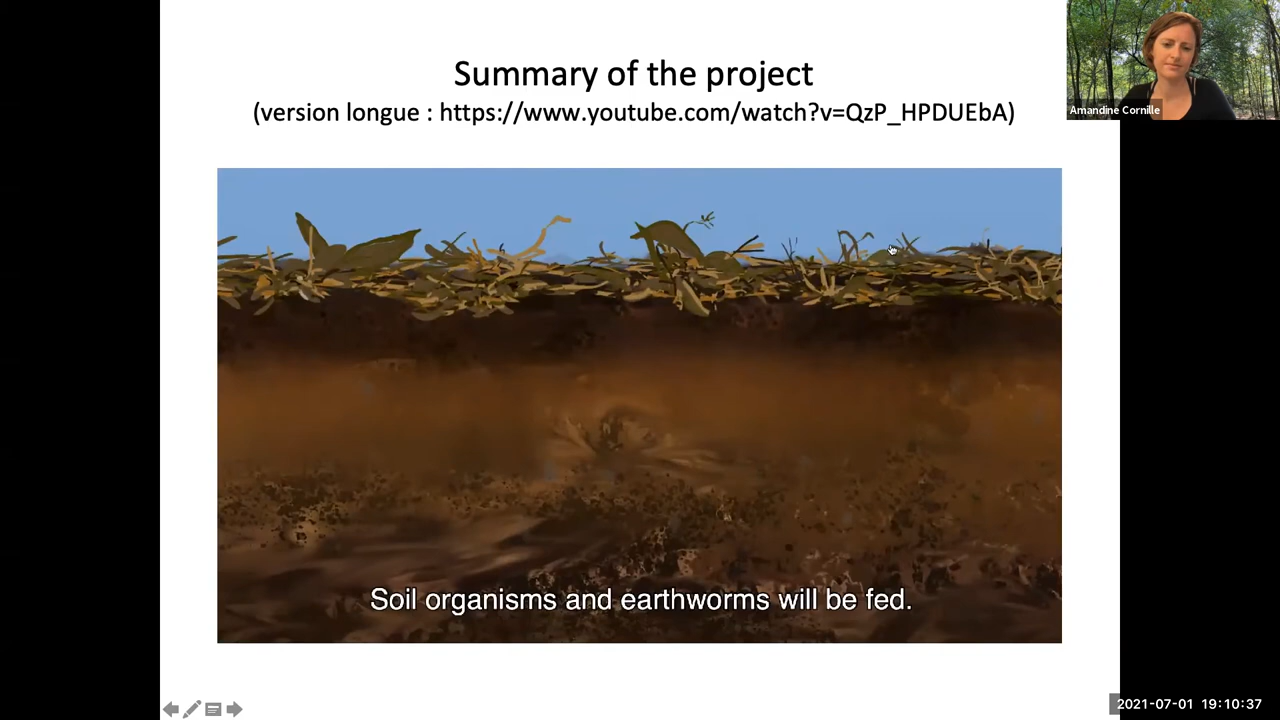 Summary of the project
(version longue : https://www.youtube.com/watch?v=QzP_HPDUEbA)
Amandine Cornille
Soil organisms and earthworms will be fed.
2021-07-01 19:10:37